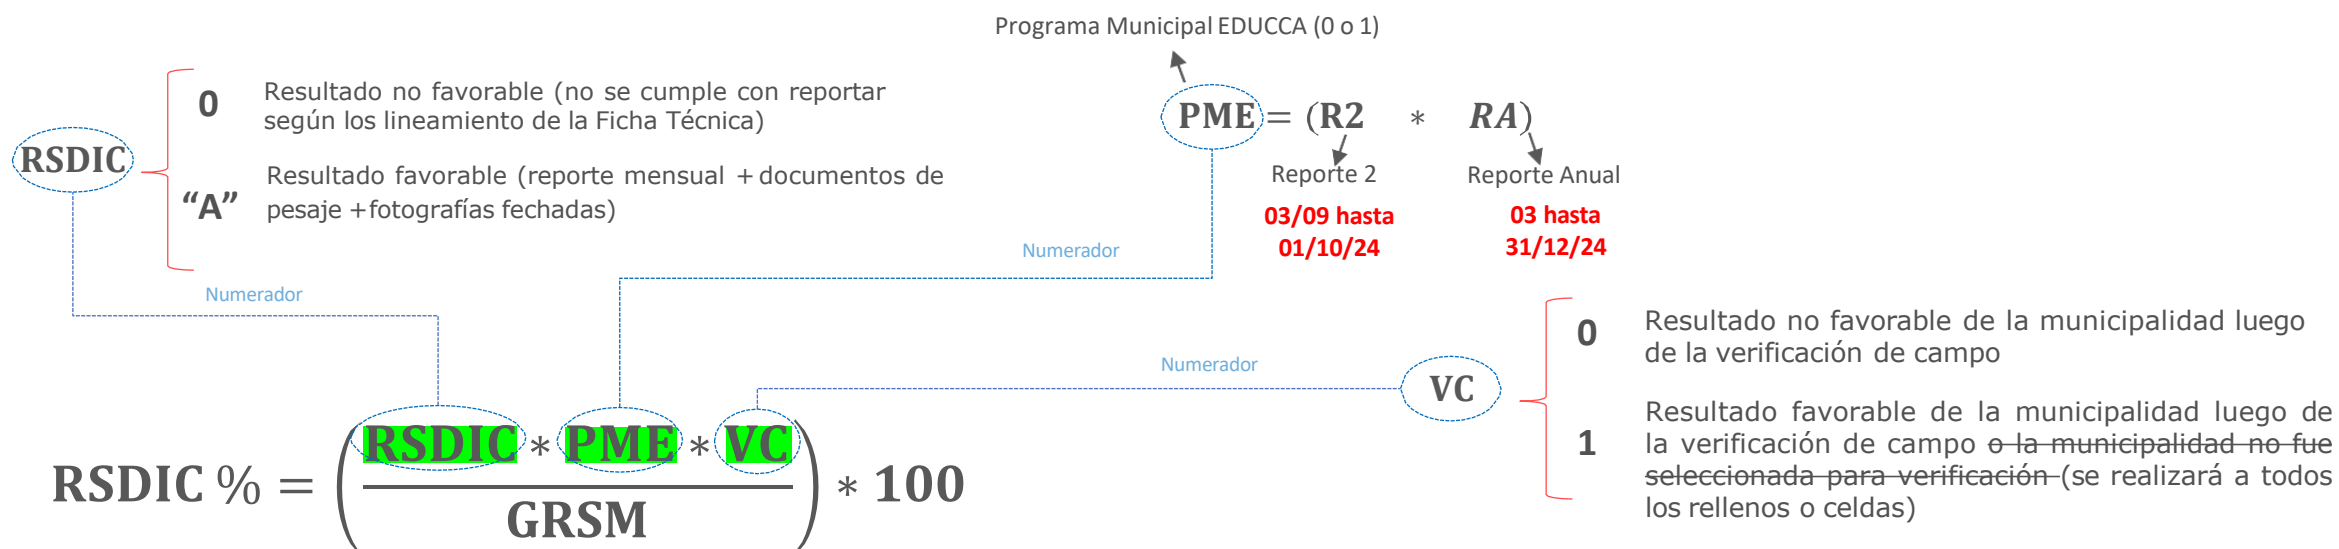 Programa Municipal EDUCCA (0 o 1)
0 Resultado no favorable (no se cumple con reportar
según los lineamiento de la Ficha Técnica)
RSDIC
"A" Resultado favorable (reporte mensual + documentos de
pesaje +fotografías fechadas)
PME = (R2 * RA)
Reporte 2
03/09 hasta
01/10/24
Reporte Anual
03 hasta
31/12/24
Numerador
Numerador
Numerador
VC
0 Resultado no favorable de la municipalidad luego
de la verificación de campo
1 Resultado favorable de la municipalidad luego de
la verificación de campo o la municipalidad no fue
seleccionada para verificación (se realizará a todos
los rellenos o celdas)
RSDIC % = (RSDIC * PME * VC / GRSM) * 100